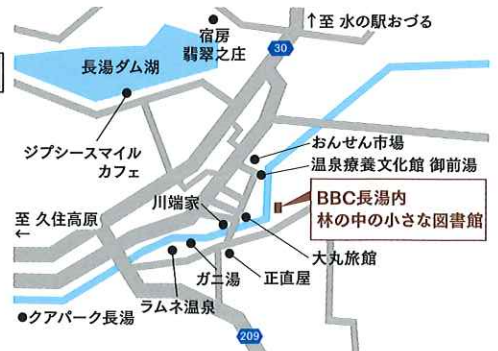 ↑至 水の駅おづる
宿房
翡翠之庄
30
長湯ダム湖
ジプシースマイル
カフェ
おんせん市場
温泉療養文化館 御前湯
BBC長湯内
林の中の小さな図書館
川端家
至 久住高原
←
大丸旅館
ガニ湯
正直屋
ラムネ温泉
●クアパーク長湯
209